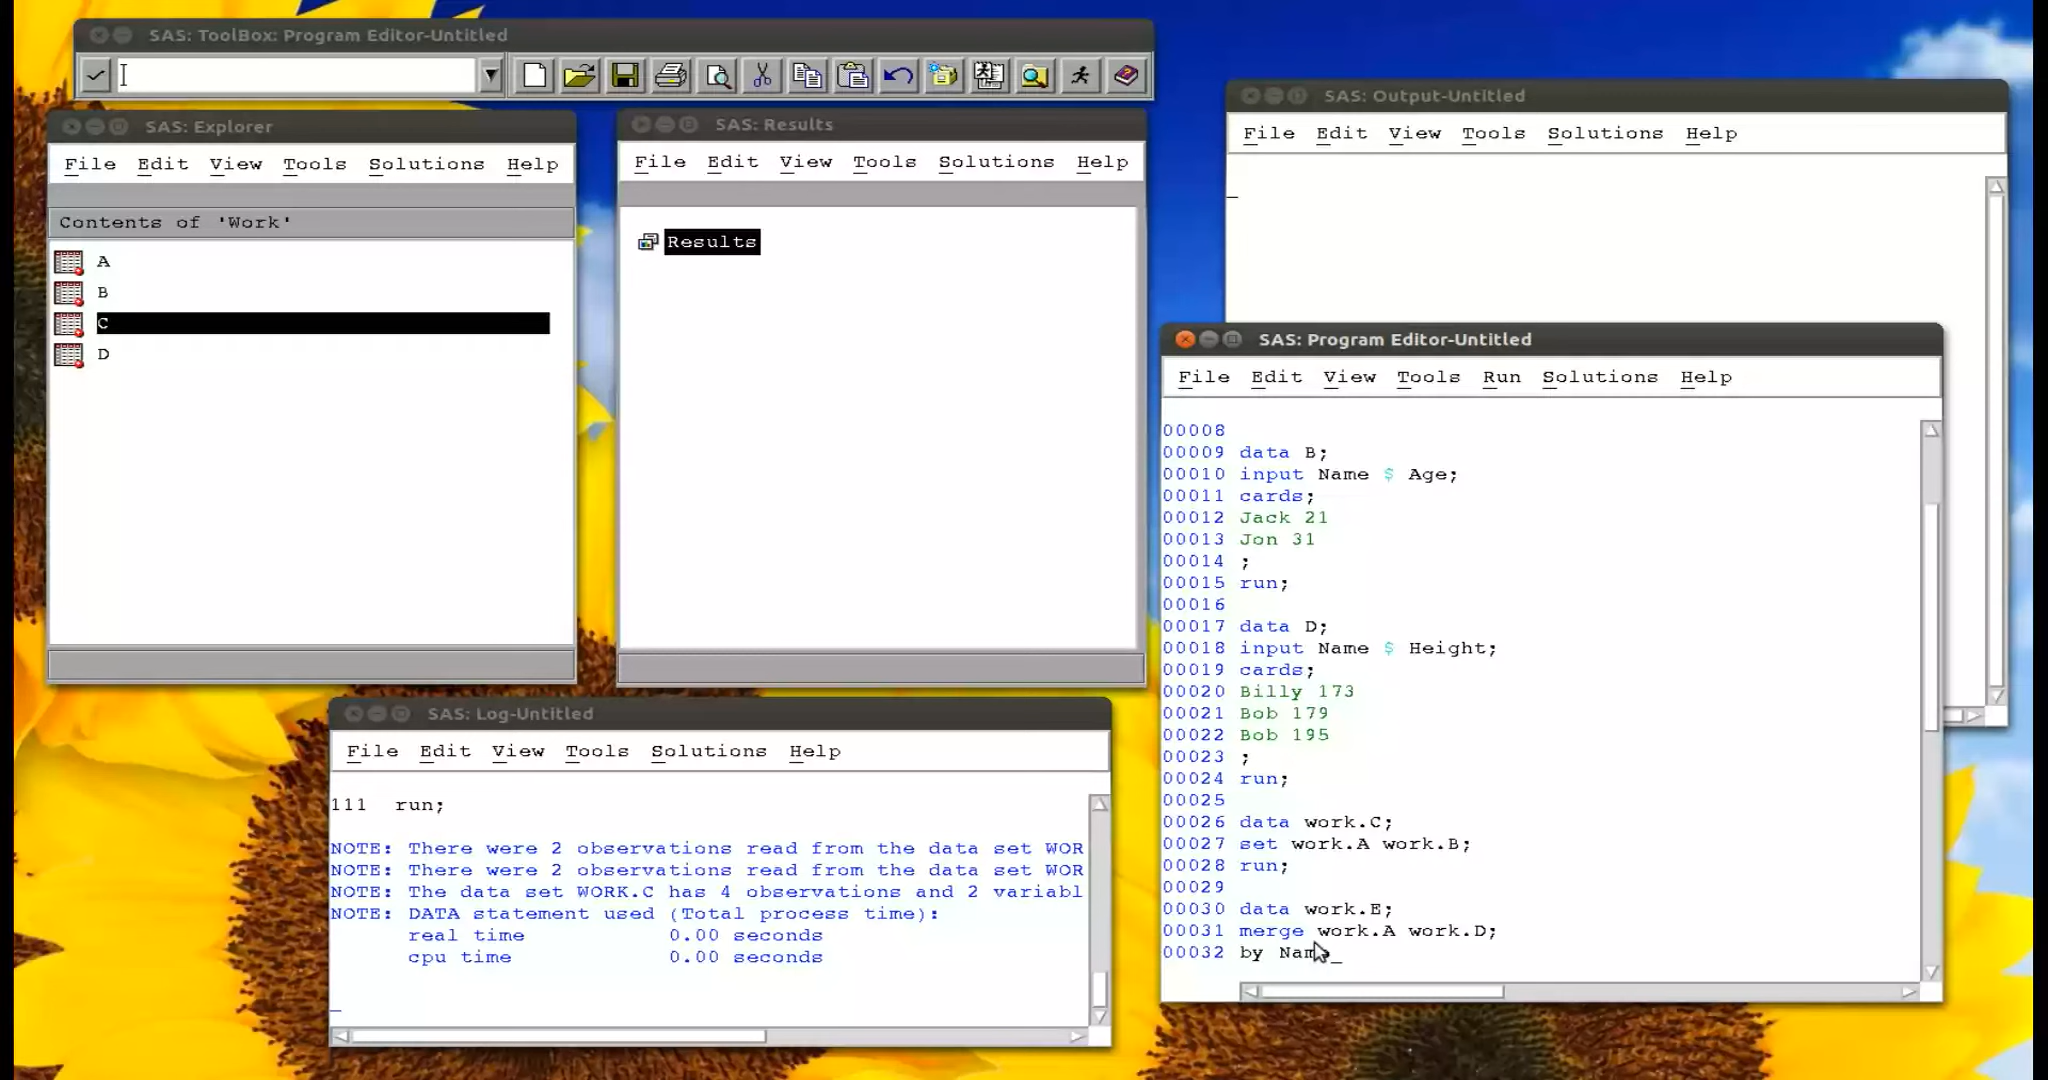 SAS: ToolBox: Program Editor-Untitled
SAS: Explorer
File Edit View Tools Solutions Help
Contents of 'Work'
A
B
C
D
SAS: Results
File Edit View Tools Solutions Help
Results
SAS: Output-Untitled
File Edit View Tools Solutions Help
SAS: Program Editor-Untitled
File Edit View Tools Run Solutions Help
00008
00009 data B;
00010 input Name $ Age;
00011 cards;
00012 Jack 21
00013 Jon 31
00014 ;
00015 run;
00016
00017 data D;
00018 input Name $ Height;
00019 cards;
00020 Billy 173
00021 Bob 179
00022 Bob 195
00023 ;
00024 run;
00025
00026 data work.C;
00027 set work.A work.B;
00028 run;
00029
00030 data work.E;
00031 merge work.A work.D;
00032 by
SAS: Log-Untitled
File Edit View Tools Solutions Help
111 run;
NOTE: There were 2 observations read from the data set WOR
NOTE: There were 2 observations read from the data set WOR
NOTE: The data set WORK.C has 4 observations and 2 variabl
NOTE: DATA statement used (Total process time):
real time 0.00 seconds
cpu time 0.00 seconds